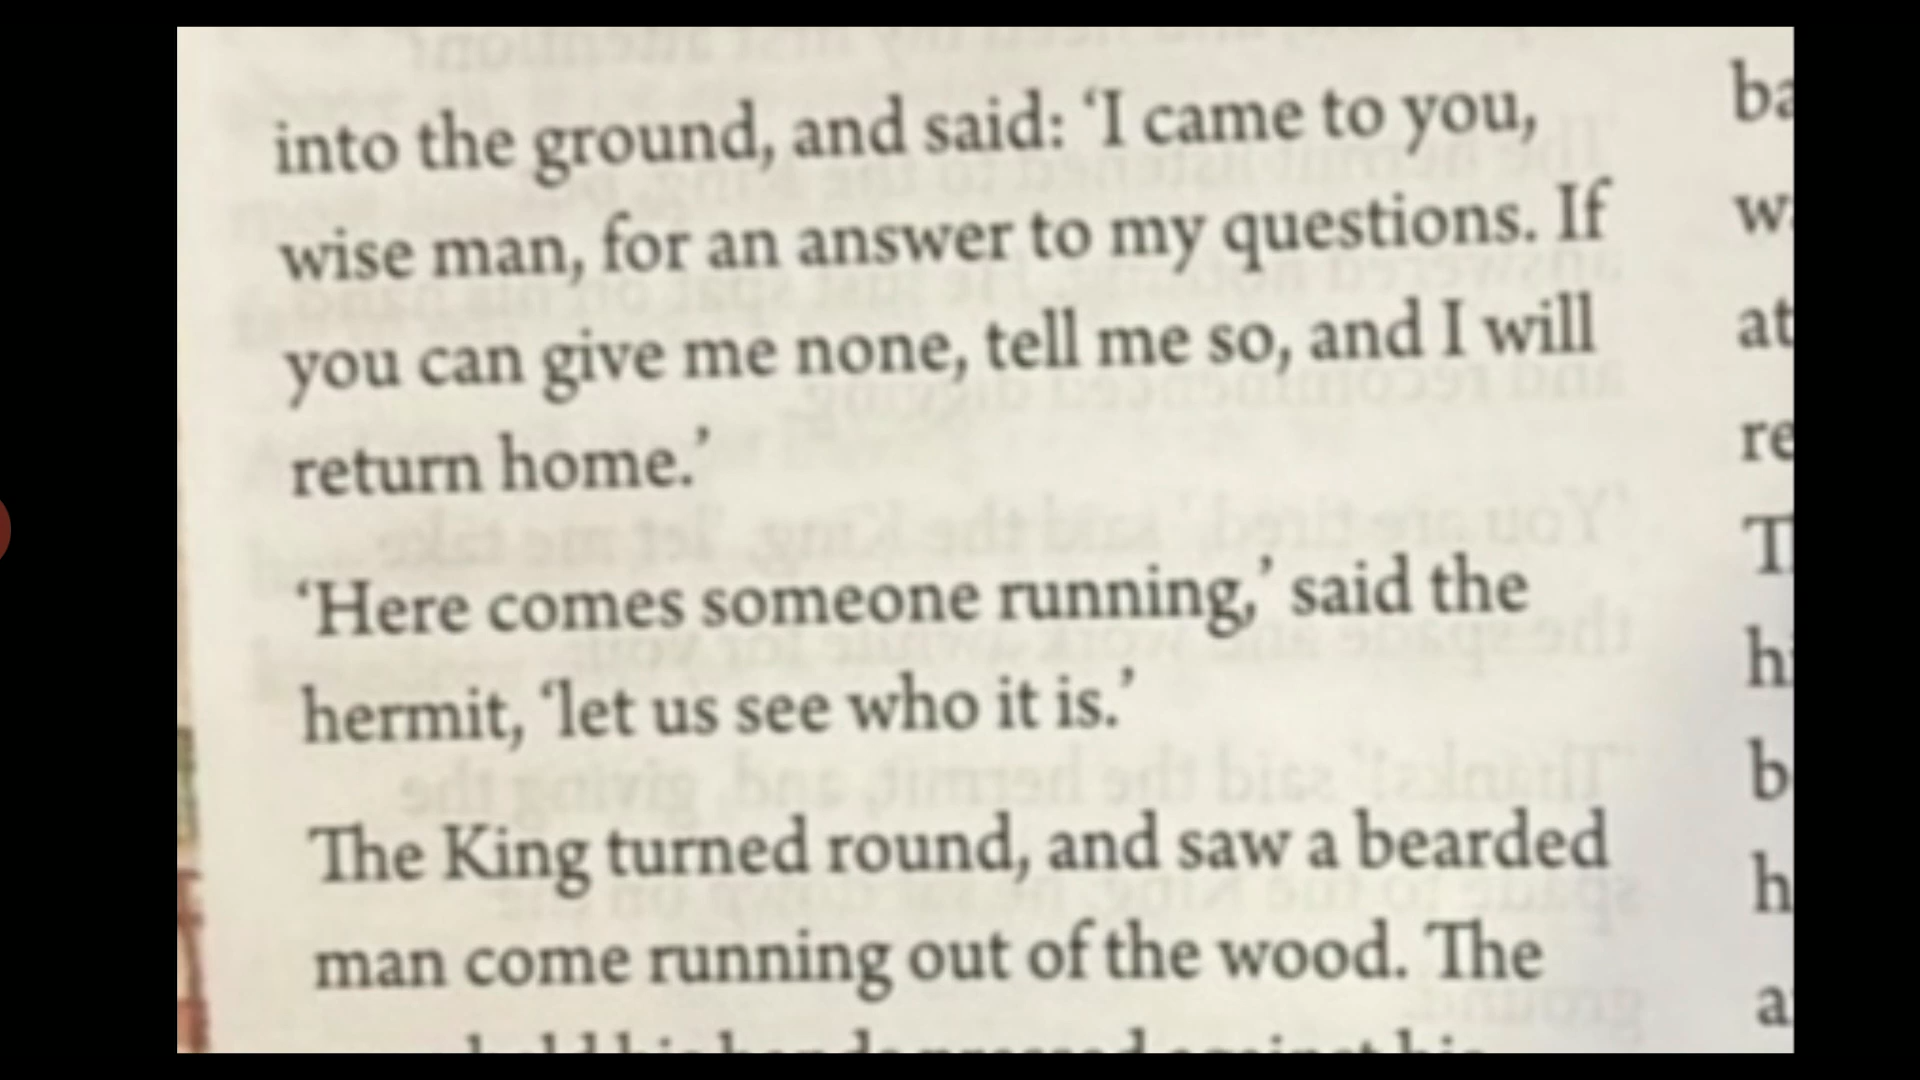 into the ground, and said: ‘I came to you,
wise man, for an answer to my questions. If
you can give me none, tell me so, and I will
return home.’
‘Here comes someone running,’ said the
hermit, ‘let us see who it is.’
The King turned round, and saw a bearded
man come running out of the wood. The